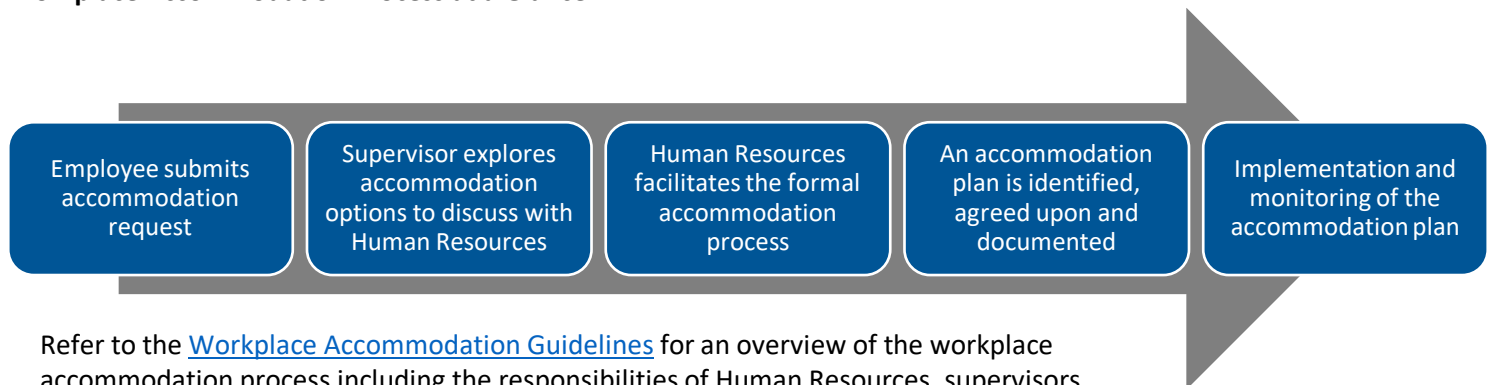 Employee submits
accommodation
request
Supervisor explores
accommodation
options to discuss with
Human Resources
Human Resources
facilitates the formal
accommodation
process
An accommodation
plan is identified,
agreed upon and
documented
Implementation and
monitoring of the
accommodation plan
Refer to the Workplace Accommodation Guidelines for an overview of the workplace
accommodation process including the responsibilities of Human Resources, supervisors